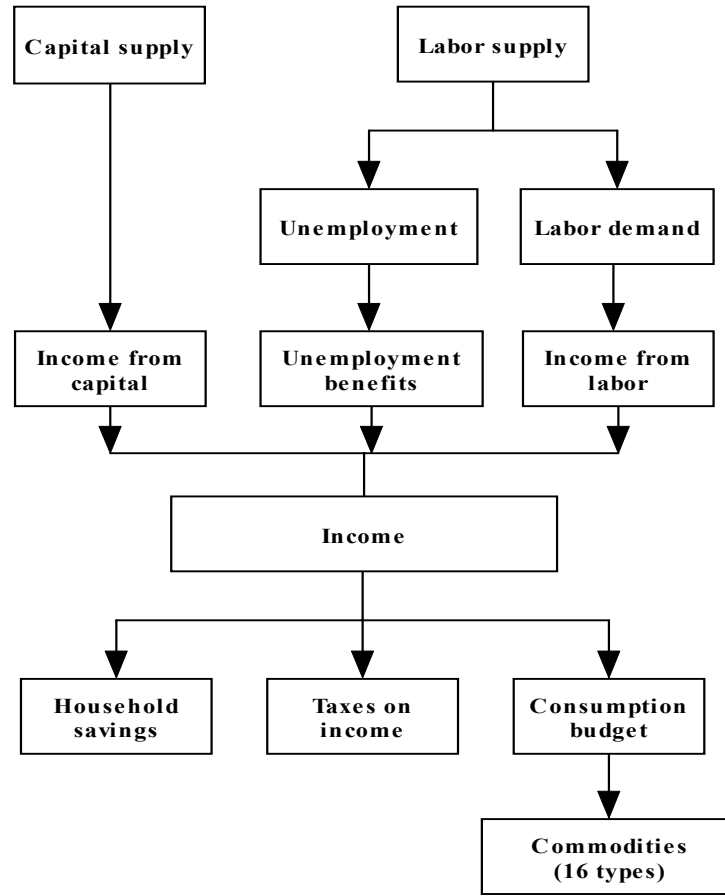 Capital supply
Labor supply
Unemployment
Labor demand
Income from
capital
Unemployment
benefits
Income from
labor
Income
Household
savings
Taxes on
income
Consumption
budget
Commodities
(16 types)